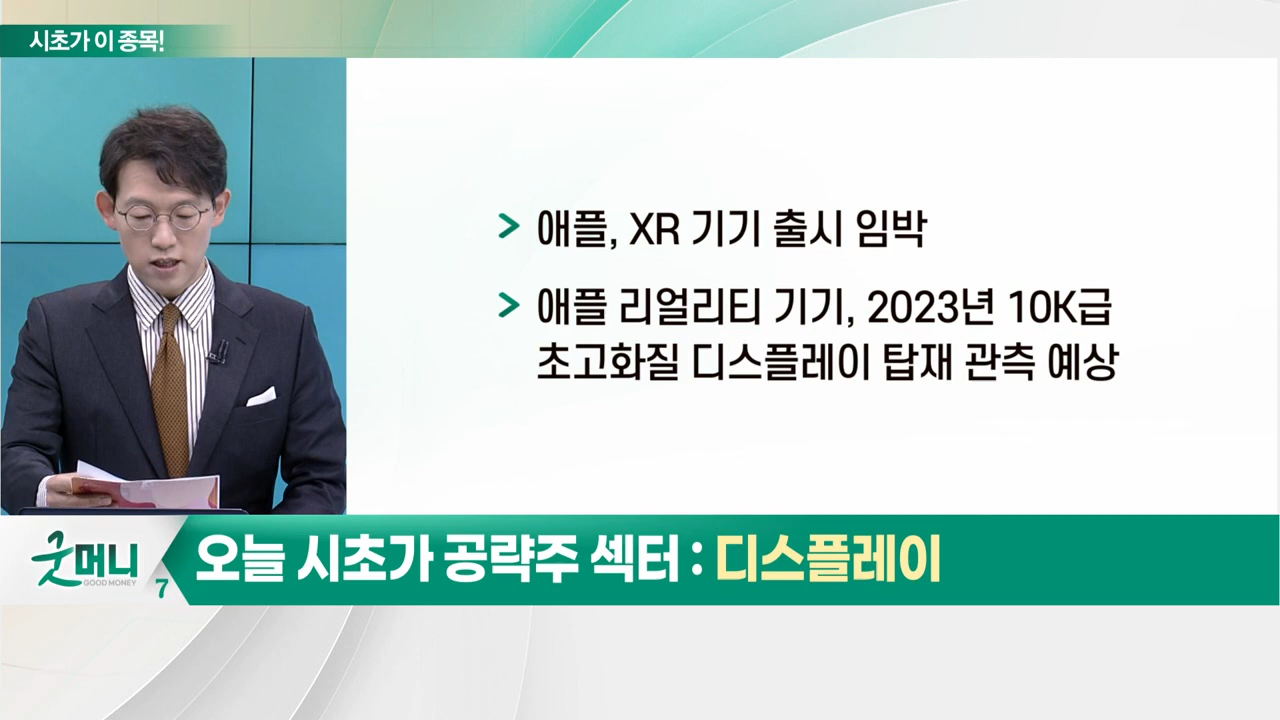 시초가 이 종목!
> 애플, XR 기기 출시 임박
> 애플 리얼리티 기기, 2023년 10K급
초고화질 디스플레이 탑재 관측 예상
굿머니
GOOD MONEY
7
오늘 시초가 공략주 섹터 : 디스플레이